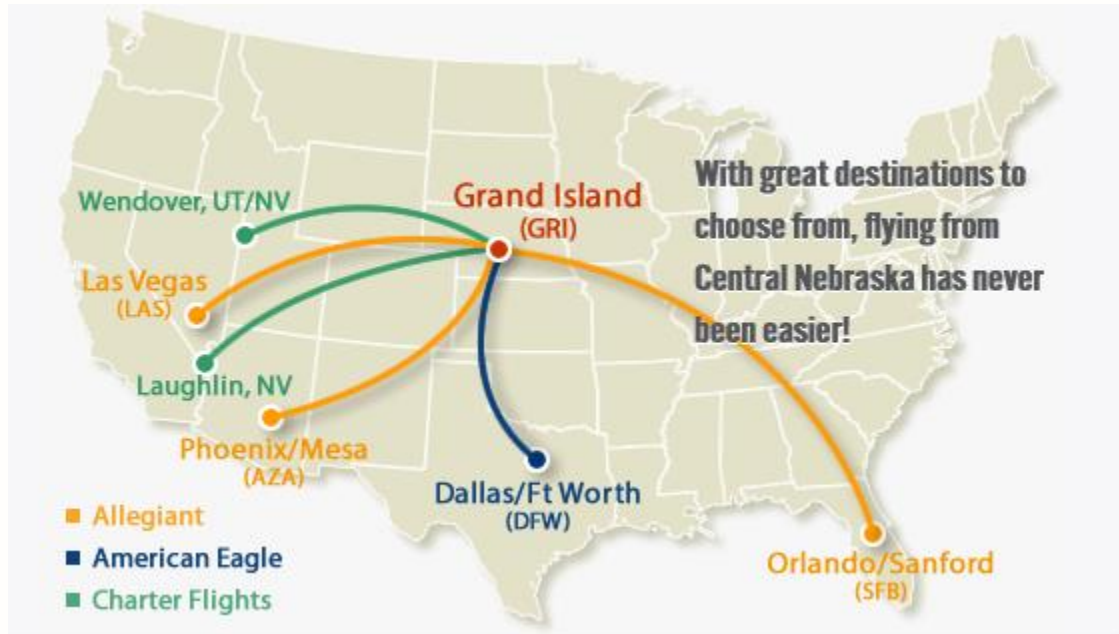 With great destinations to
choose from, flying from
Central Nebraska has never
been easier!
Grand Island
(GRI)
Wendover, UT/NV
Las Vegas
(LAS)
Laughlin, NV
Phoenix/Mesa
(AZA)
Dallas/Ft Worth
(DFW)
Orlando/Sanford
(SFB)
Allegiant
American Eagle
Charter Flights